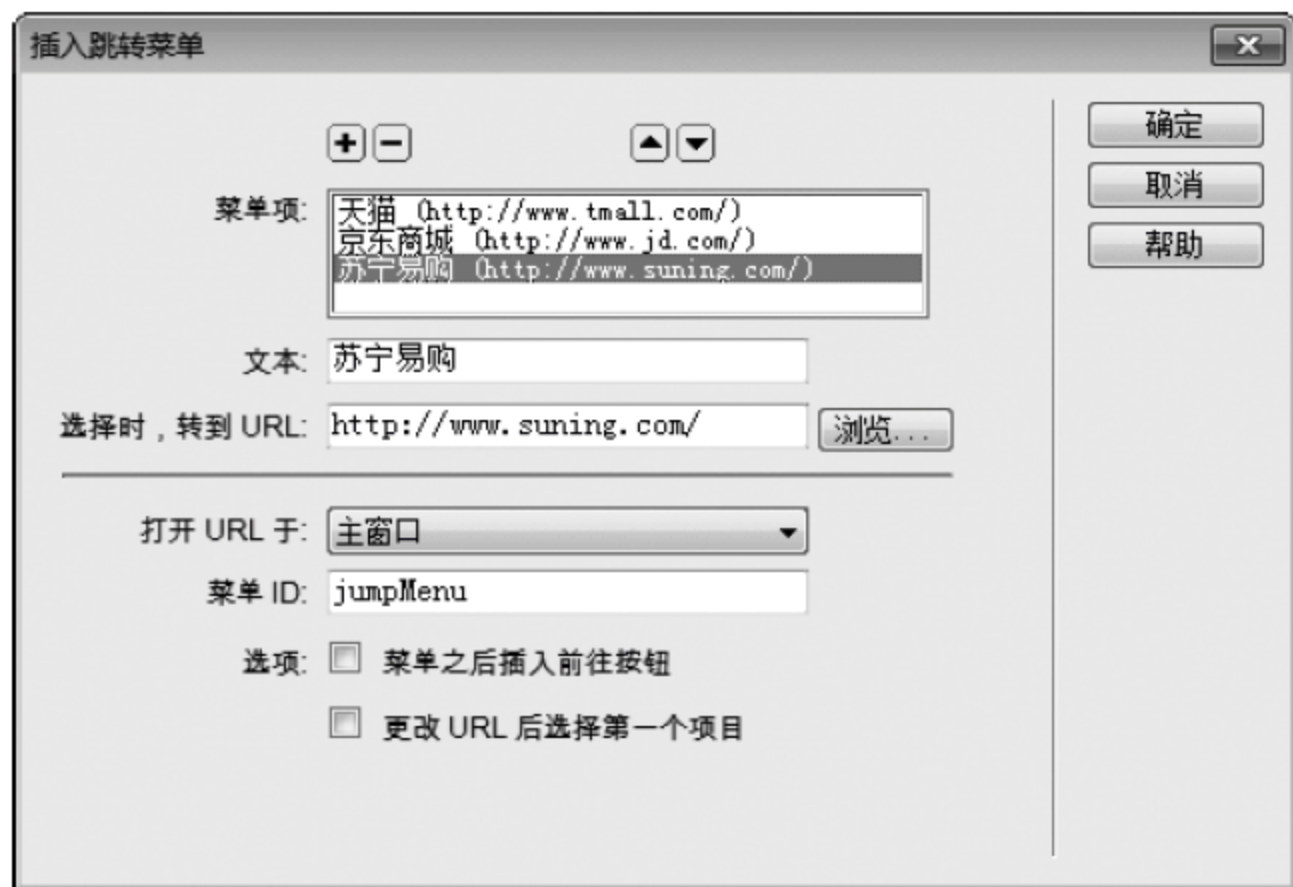 插入跳转菜单
确定
取消
帮助
菜单项:
天猫 (http://www.tmall.com/)
京东商城 (http://www.jd.com/)
苏宁易购 (http://www.suning.com/)
文本: 苏宁易购
选择时，转到 URL: http://www.suning.com/ 浏览...
打开 URL 于: 主窗口
菜单 ID: jumpMenu
选项: 菜单之后插入前往按钮
更改 URL 后选择第一个项目